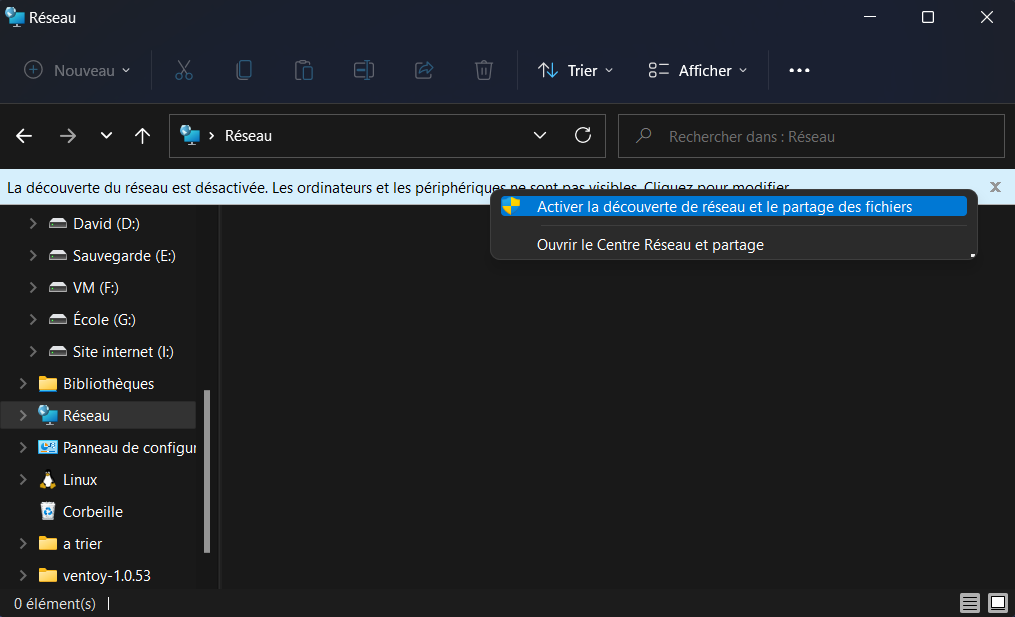 Réseau
Nouveau
Trier
Afficher
Réseau
Rechercher dans : Réseau
La découverte du réseau est désactivée. Les ordinateurs et les périphériques ne sont pas visibles. Cliquez pour modifier
Activer la découverte de réseau et le partage des fichiers
Ouvrir le Centre Réseau et partage
David (D:)
Sauvegarde (E:)
VM (F:)
École (G:)
Site internet (I:)
Bibliothèques
Réseau
Panneau de configur
Linux
Corbeille
a trier
ventoy-1.0.53
0 élément(s)